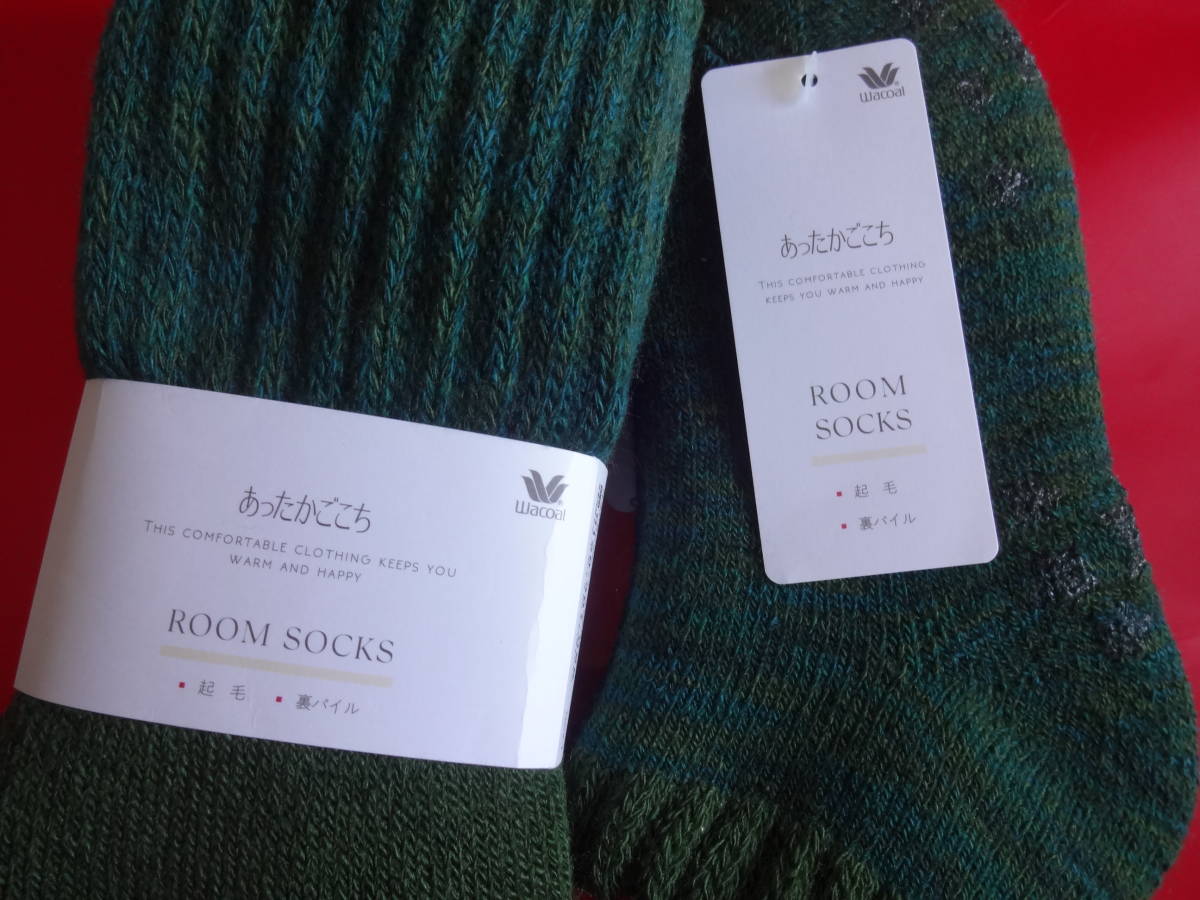 wacoal
あったかごこち
THIS COMFORTABLE CLOTHING KEEPS YOU
WARM AND HAPPY
ROOM SOCKS
起毛
裏パイル
wacoal
あったかごこち
THIS COMFORTABLE CLOTHING
KEEPS YOU WARM AND HAPPY
ROOM
SOCKS
起毛
裏パイル